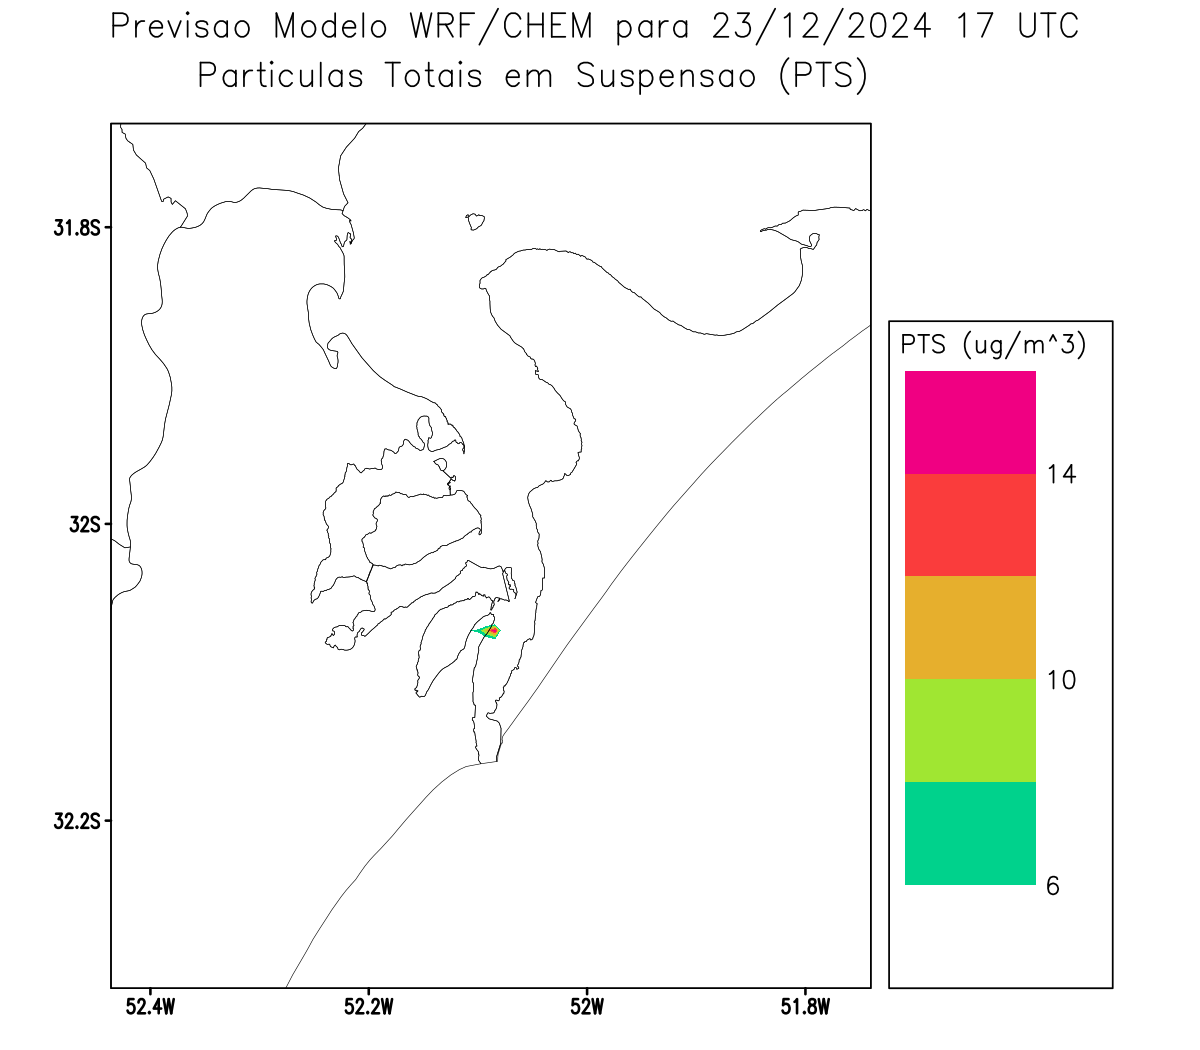 Previsao Modelo WRF/CHEM para 23/12/2024 17 UTC
Particulas Totais em Suspensao (PTS)
31.8S
32S
32.2S
52.4W
52.2W
52W
51.8W
PTS (ug/m^3)
14
10
6